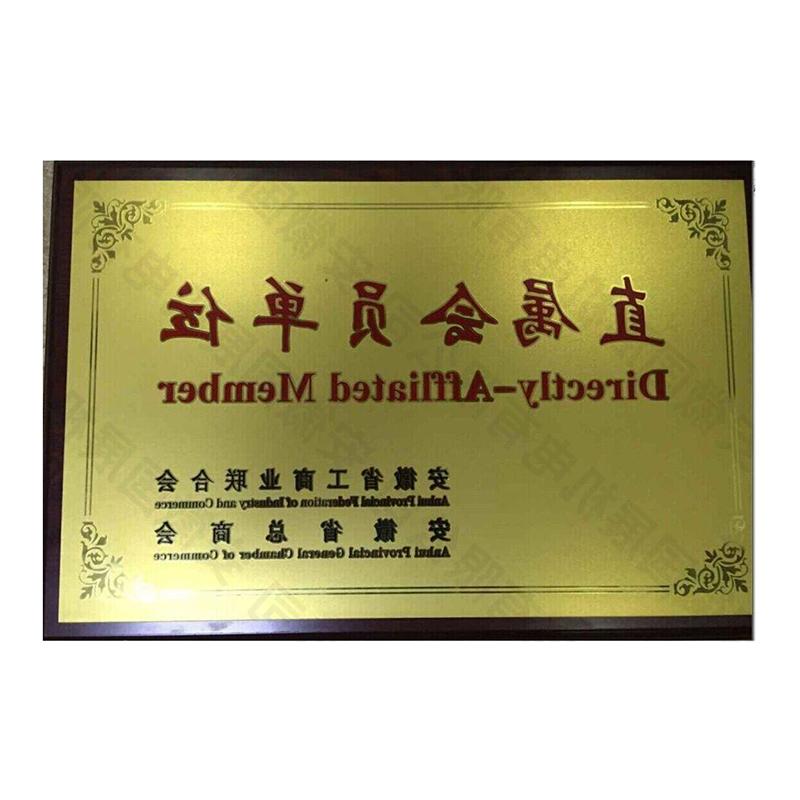 直属会员单位
Directly-Affliated Member
安徽省工商业联合会
Anhui Provincial Federation of Industry and Commerce
安徽省总商会
Anhui Provincial General Chamber of Commerce